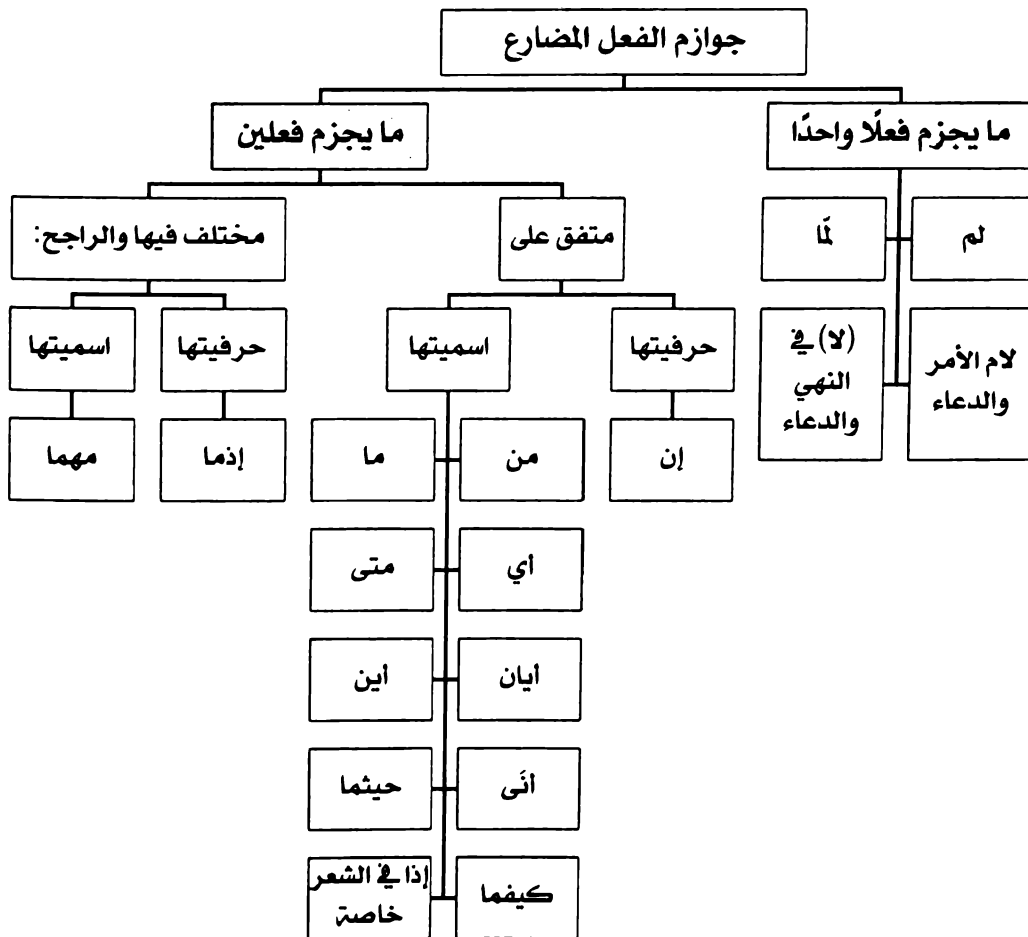 جوازم الفعل المضارع
ما يجزم فعلًا واحدًا
لم
لمّا
لام الأمر
والدعاء
(لا) في
النهي
والدعاء
ما يجزم فعلين
متفق على
حرفيتها
إن
اسميتها
من
ما
أي
متى
أيان
أين
أنَى
حيثما
كيفما
إذا في الشعر
خاصة
مختلف فيها والراجح:
حرفيتها
إذما
اسميتها
مهما